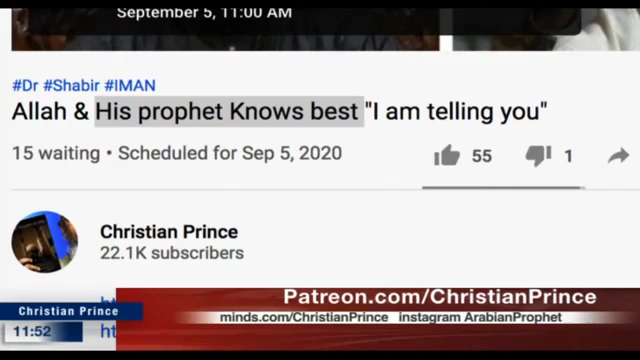 September 5, 11:00 AM
#Dr #Shabir #IMAN
Allah & His prophet Knows best "I am telling you"
15 waiting • Scheduled for Sep 5, 2020
55
1
Christian Prince
22.1K subscribers
ht
Christian Prince
Patreon.com/ChristianPrince
11:52
ht
minds.com/ChristianPrince instagram ArabianProphet